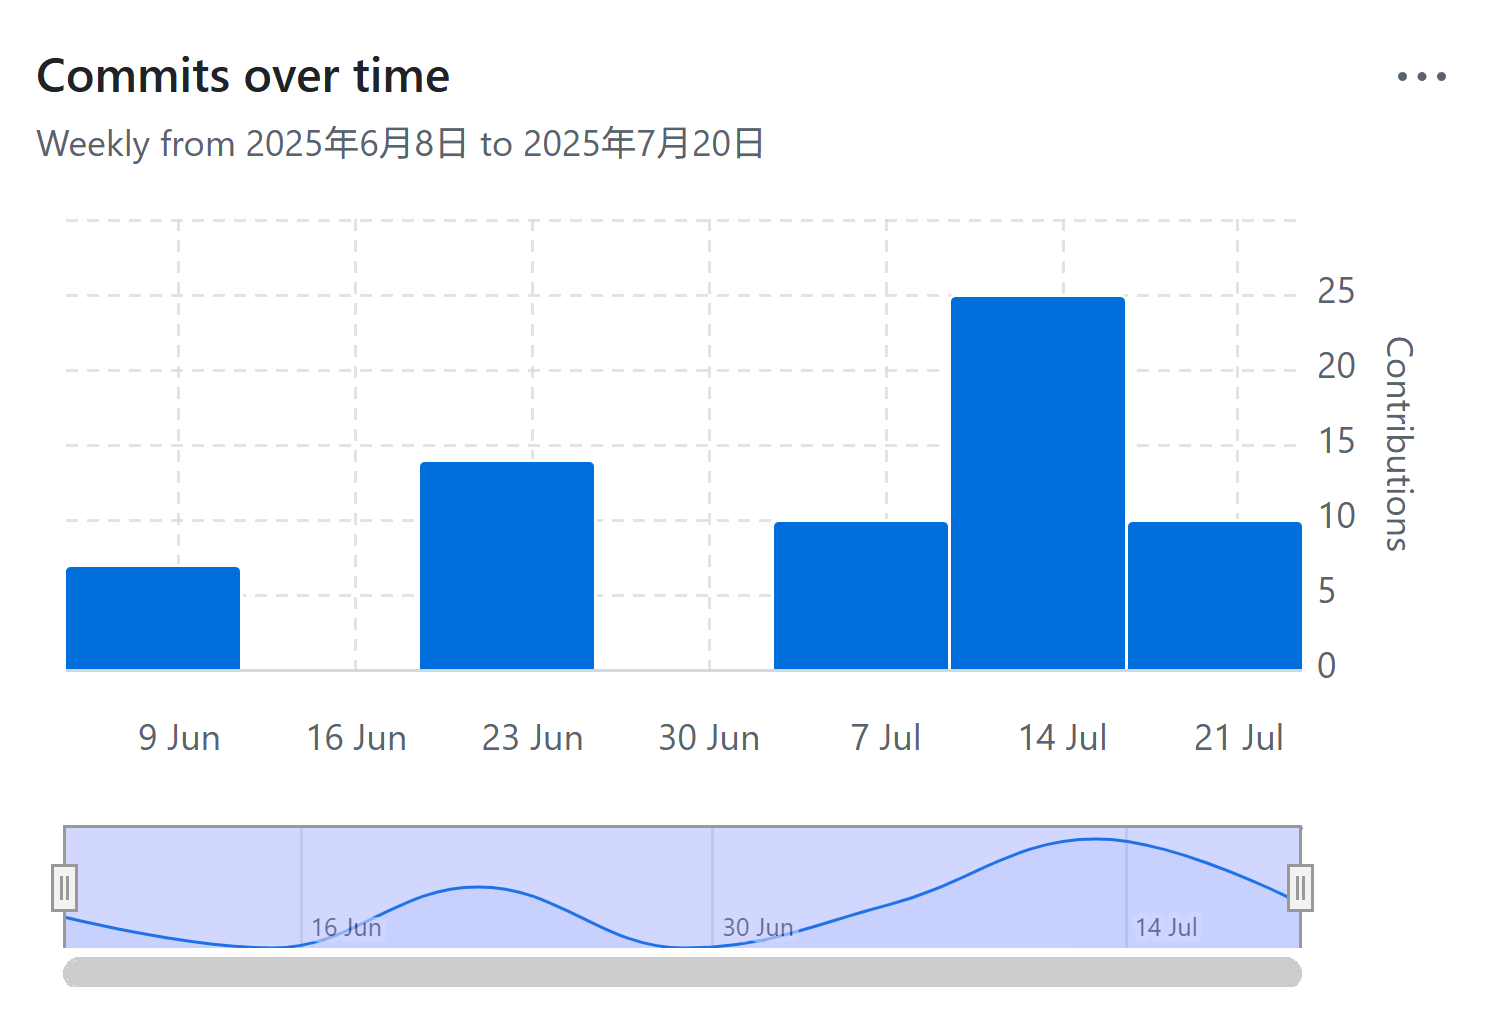 Commits over time
Weekly from 2025年6月8日 to 2025年7月20日
25
20
15
10
5
0
Contributions
9 Jun
16 Jun
23 Jun
30 Jun
7 Jul
14 Jul
21 Jul
16 Jun
30 Jun
14 Jul